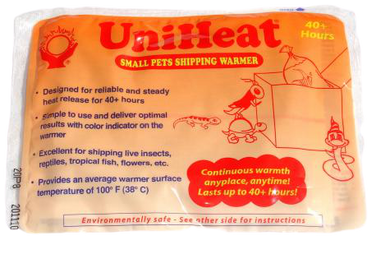 UniHeat
40+
Hours
SMALL PETS SHIPPING WARMER
• Designed for reliable and steady
heat release for 40+ hours
• Simple to use and deliver optimal
results with color indicator on the
warmer
• Excellent for shipping live insects,
reptiles, tropical fish, flowers, etc.
• Provides an average warmer surface
temperature of 100° F (38° C)
Continuous warmth
anyplace, anytime!
Lasts up to 40+ hours!
Environmentally safe - See other side for instructions
201110